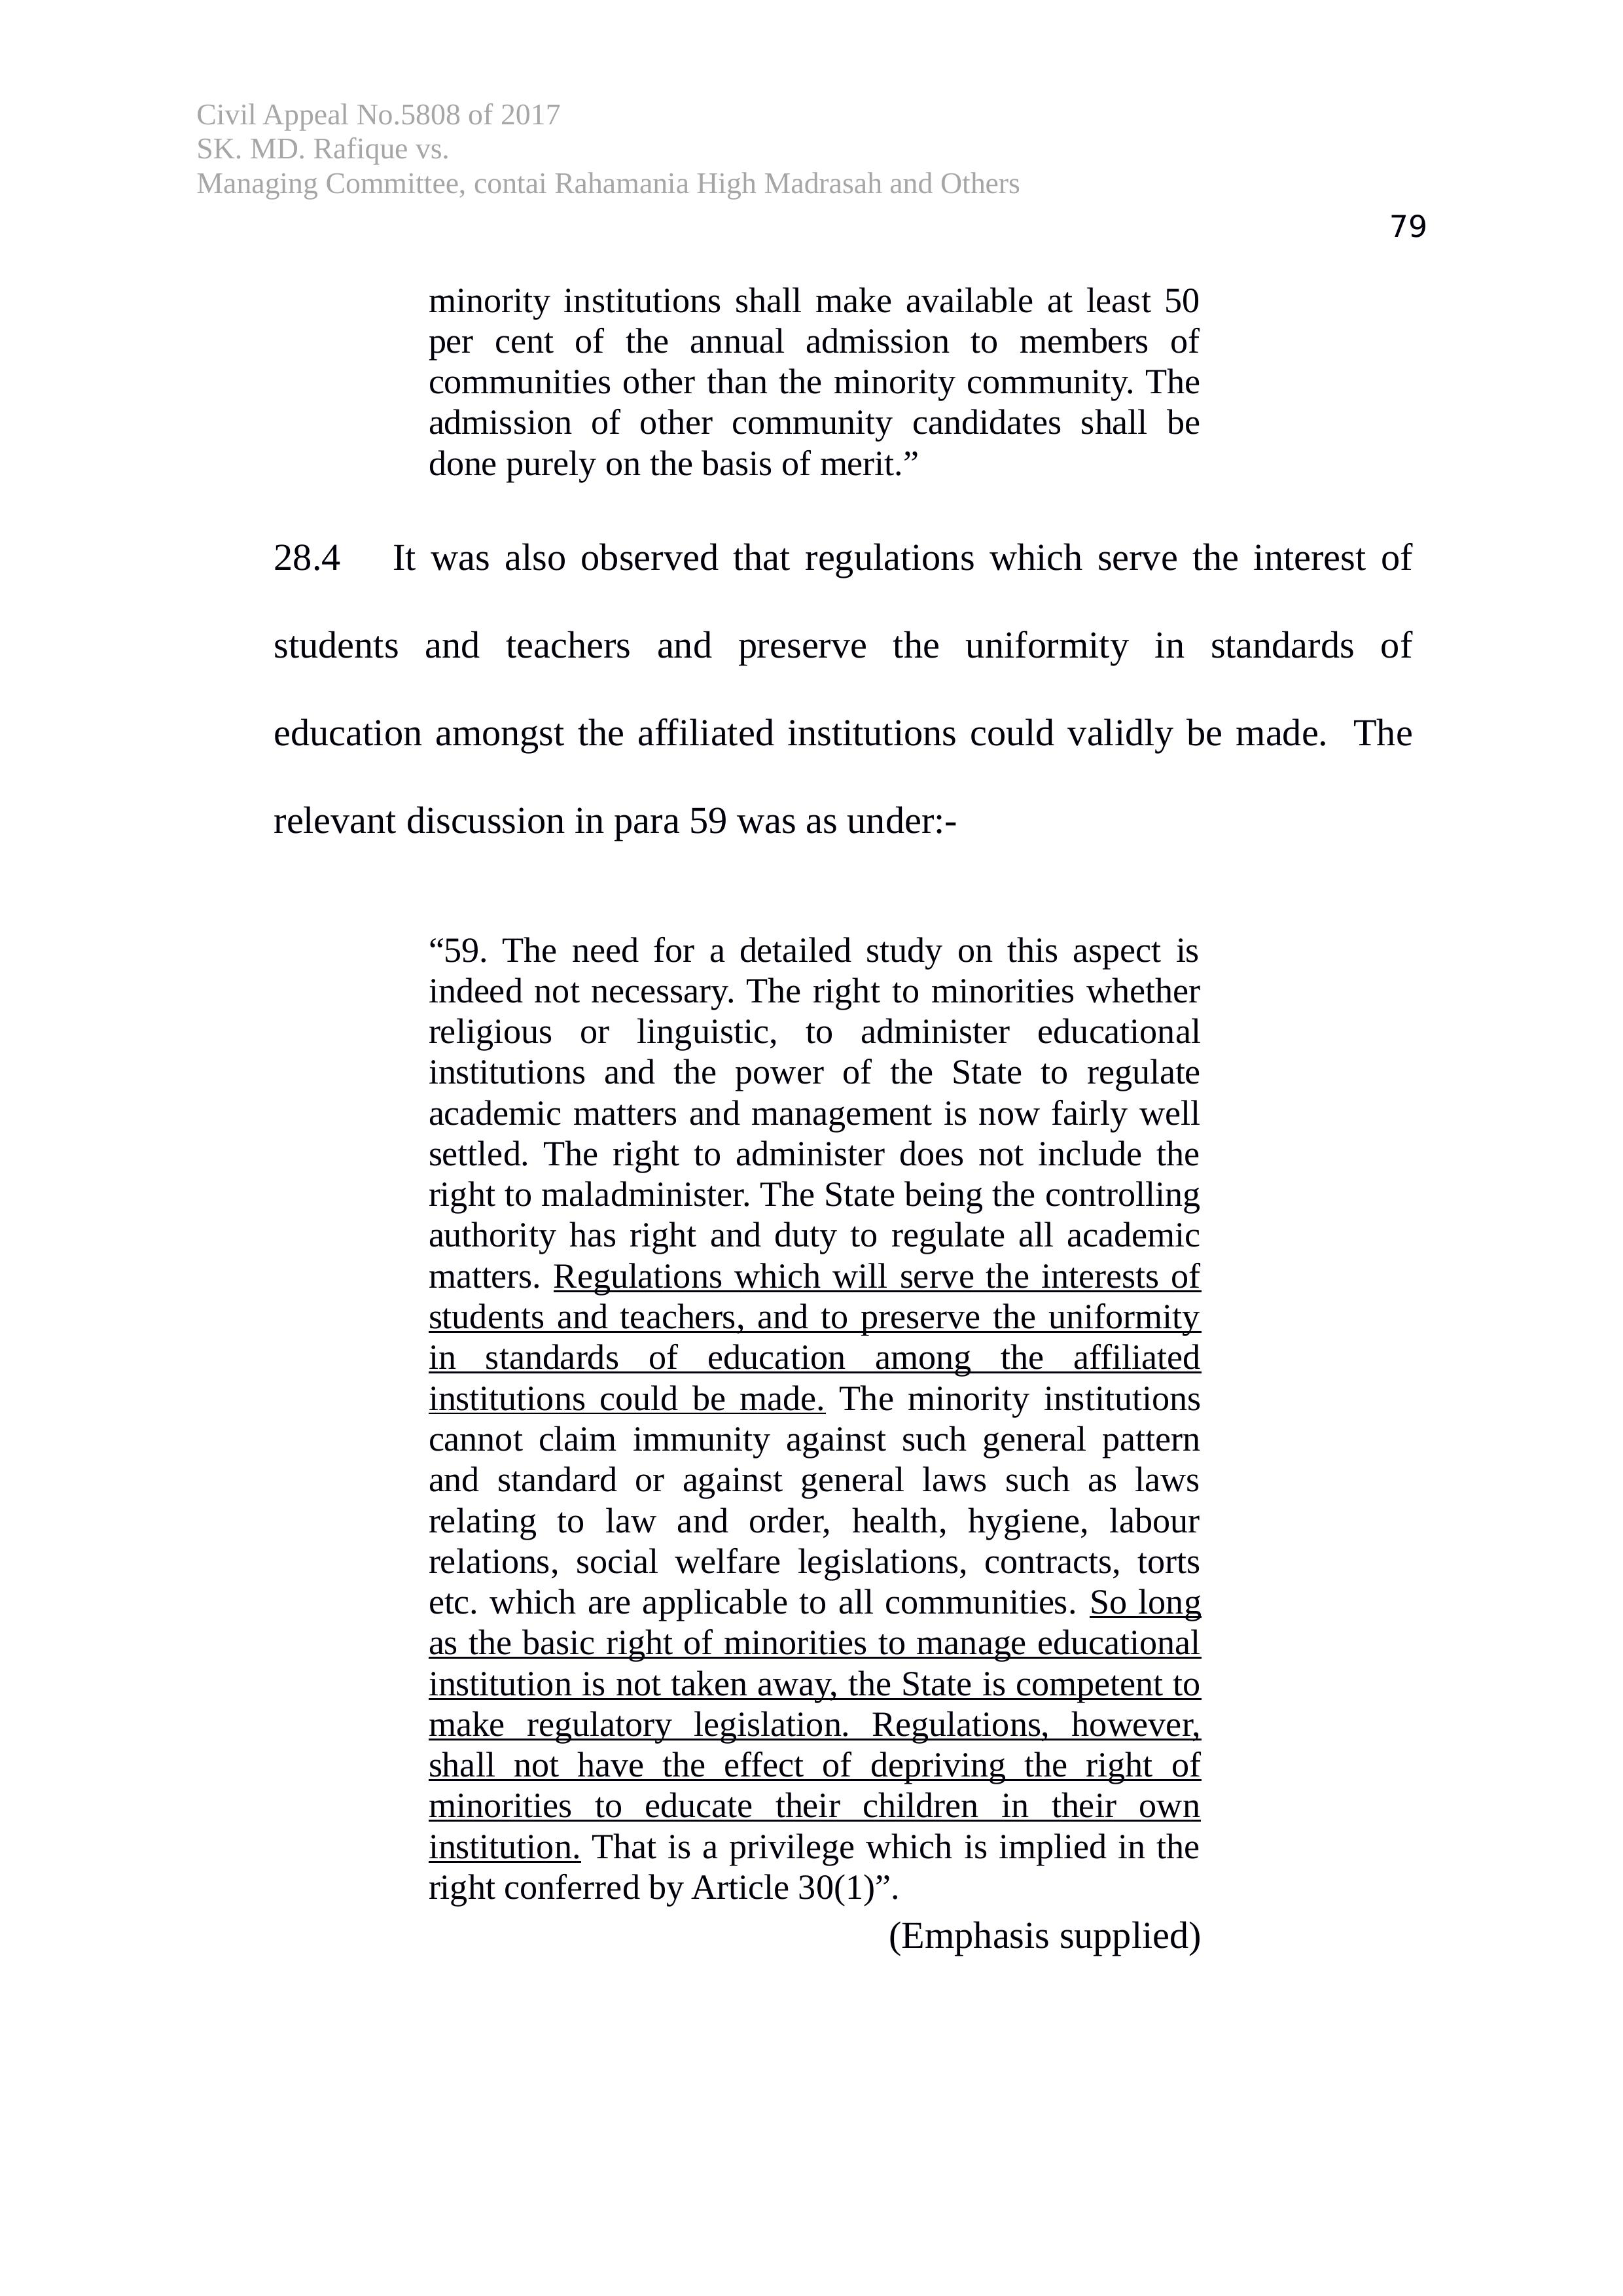 Civil Appeal No.5808 of 2017
SK. MD. Rafique vs.
Managing Committee, contai Rahamania High Madrasah and Others
79
minority institutions shall make available at least 50
per cent of the annual admission to members of
communities other than the minority community. The
admission of other community candidates shall be
done purely on the basis of merit.”
28.4 It was also observed that regulations which serve the interest of
students and teachers and preserve the uniformity in standards of
education amongst the affiliated institutions could validly be made. The
relevant discussion in para 59 was as under:-
“59. The need for a detailed study on this aspect is
indeed not necessary. The right to minorities whether
religious or linguistic, to administer educational
institutions and the power of the State to regulate
academic matters and management is now fairly well
settled. The right to administer does not include the
right to maladminister. The State being the controlling
authority has right and duty to regulate all academic
matters. Regulations which will serve the interests of
students and teachers, and to preserve the uniformity
in standards of education among the affiliated
institutions could be made. The minority institutions
cannot claim immunity against such general pattern
and standard or against general laws such as laws
relating to law and order, health, hygiene, labour
relations, social welfare legislations, contracts, torts
etc. which are applicable to all communities. So long
as the basic right of minorities to manage educational
institution is not taken away, the State is competent to
make regulatory legislation. Regulations, however,
shall not have the effect of depriving the right of
minorities to educate their children in their own
institution. That is a privilege which is implied in the
right conferred by Article 30(1)”.
(Emphasis supplied)